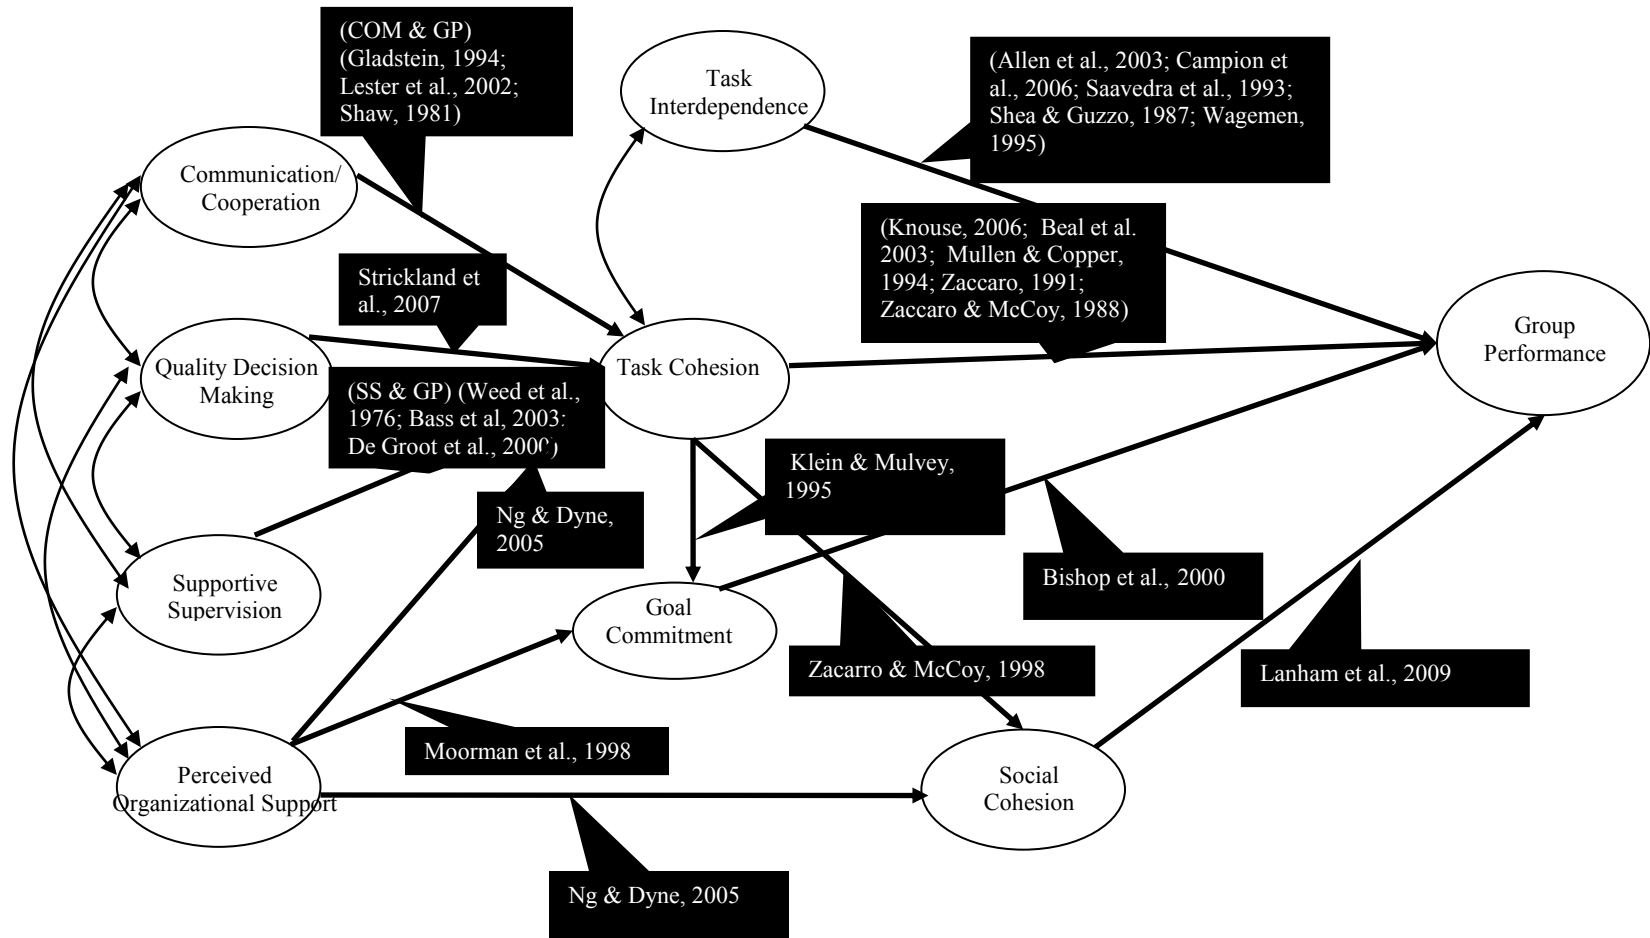 (COM & GP)
(Gladstein, 1994;
Lester et al., 2002;
Shaw, 1981)
Task
Interdependence
(Allen et al., 2003; Campion et
al., 2006; Saavedra et al., 1993;
Shea & Guzzo, 1987; Wagemen,
1995)
Communication/
Cooperation
(Knouse, 2006;  Beal et al.
2003;  Mullen & Copper,
1994; Zaccaro, 1991;
Zaccaro & McCoy, 1988)
Strickland et
al., 2007
Group
Performance
Quality Decision
Making
Task Cohesion
(SS & GP) (Weed et al.,
1976; Bass et al, 2003:
De Groot et al., 2000)
Klein & Mulvey,
1995
Ng & Dyne,
2005
Supportive
Supervision
Goal
Commitment
Bishop et al., 2000
Zacarro & McCoy, 1998
Lanham et al., 2009
Moorman et al., 1998
Perceived
Organizational Support
Social
Cohesion
Ng & Dyne, 2005